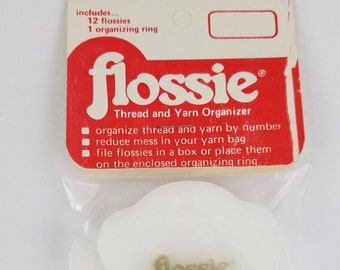 includes...
12 flossies
1 organizing ring
flossie®
Thread and Yarn Organizer
■ organize thread and yarn by number
■ reduce mess in your yarn bag
■ file flossies in a box or place them
on the enclosed organizing ring
flossie